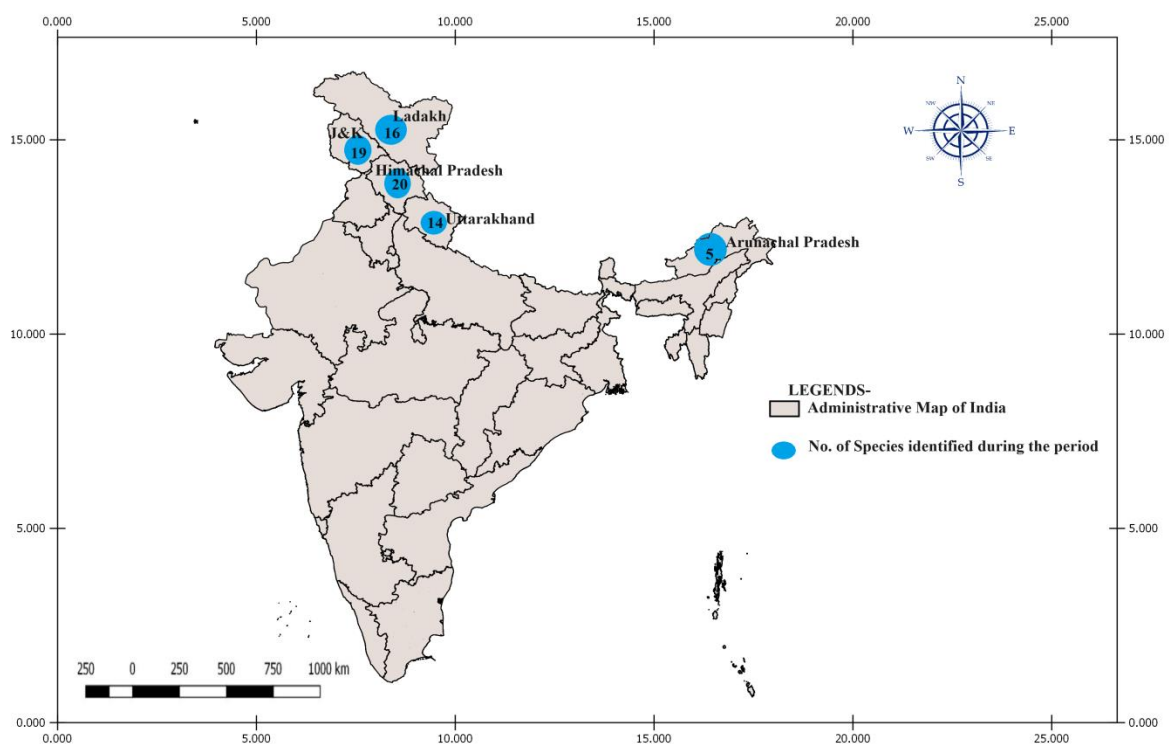 0.000 5.000 10.000 15.000 20.000 25.000
N
NW NE
W E
SW SE
S
15.000 15.000
Ladakh
16
J&K
19
Himachal Pradesh
20
14 Uttarakhand
Arunachal Pradesh
5
10.000 10.000
LEGENDS-
Administrative Map of India
No. of Species identified during the period
5.000 5.000
250 0 250 500 750 1000 km
0.000 0.000
0.000 5.000 10.000 15.000 20.000 25.000